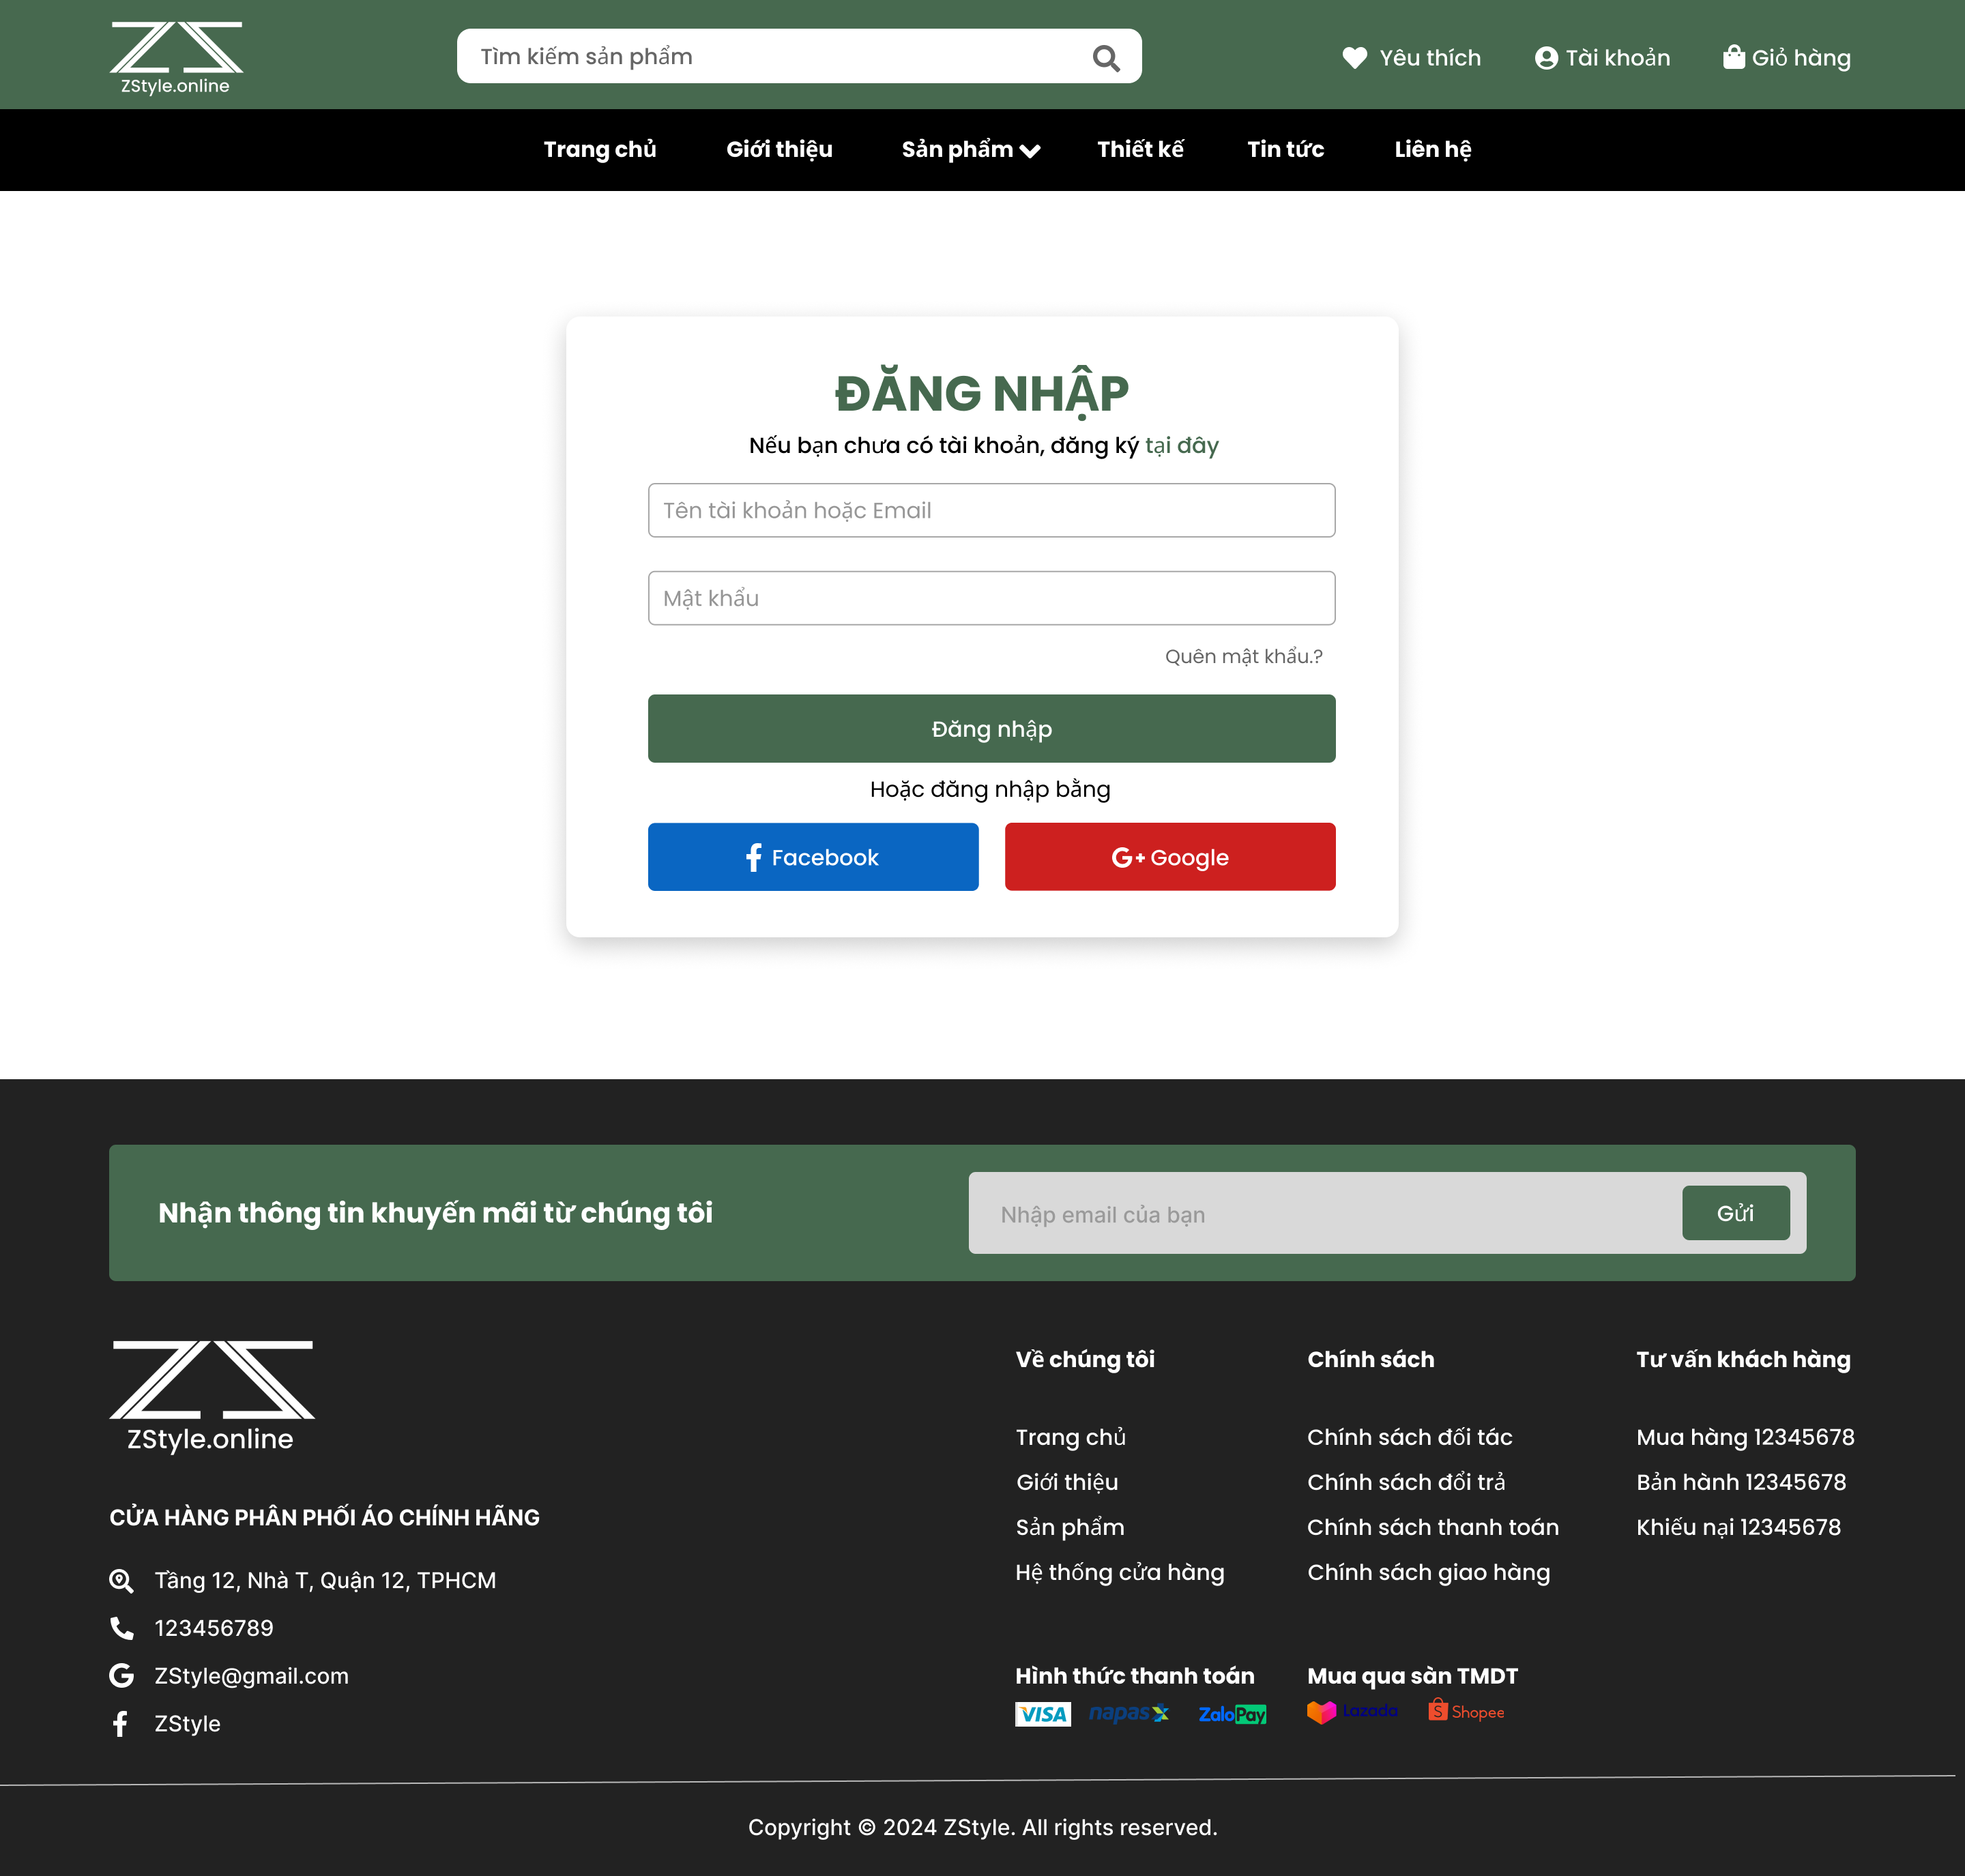 ZStyle.online
Tìm kiếm sản phẩm
Yêu thích
Tài khoản
Giỏ hàng
Trang chủ
Giới thiệu
Sản phẩm
Thiết kế
Tin tức
Liên hệ
ĐĂNG NHẬP
Nếu bạn chưa có tài khoản, đăng ký tại đây
Tên tài khoản hoặc Email
Mật khẩu
Quên mật khẩu.?
Đăng nhập
Hoặc đăng nhập bằng
Facebook
G+ Google
Nhận thông tin khuyến mãi từ chúng tôi
Nhập email của bạn
Gửi
ZStyle.online
CỬA HÀNG PHÂN PHỐI ÁO CHÍNH HÃNG
Tầng 12, Nhà T, Quận 12, TPHCM
123456789
ZStyle@gmail.com
ZStyle
Về chúng tôi
Trang chủ
Giới thiệu
Sản phẩm
Hệ thống cửa hàng
Chính sách
Chính sách đối tác
Chính sách đổi trả
Chính sách thanh toán
Chính sách giao hàng
Tư vấn khách hàng
Mua hàng 12345678
Bản hành 12345678
Khiếu nại 12345678
Hình thức thanh toán
VISA
napas
ZaloPay
Mua qua sàn TMDT
Lazada
Shopee
Copyright © 2024 ZStyle. All rights reserved.